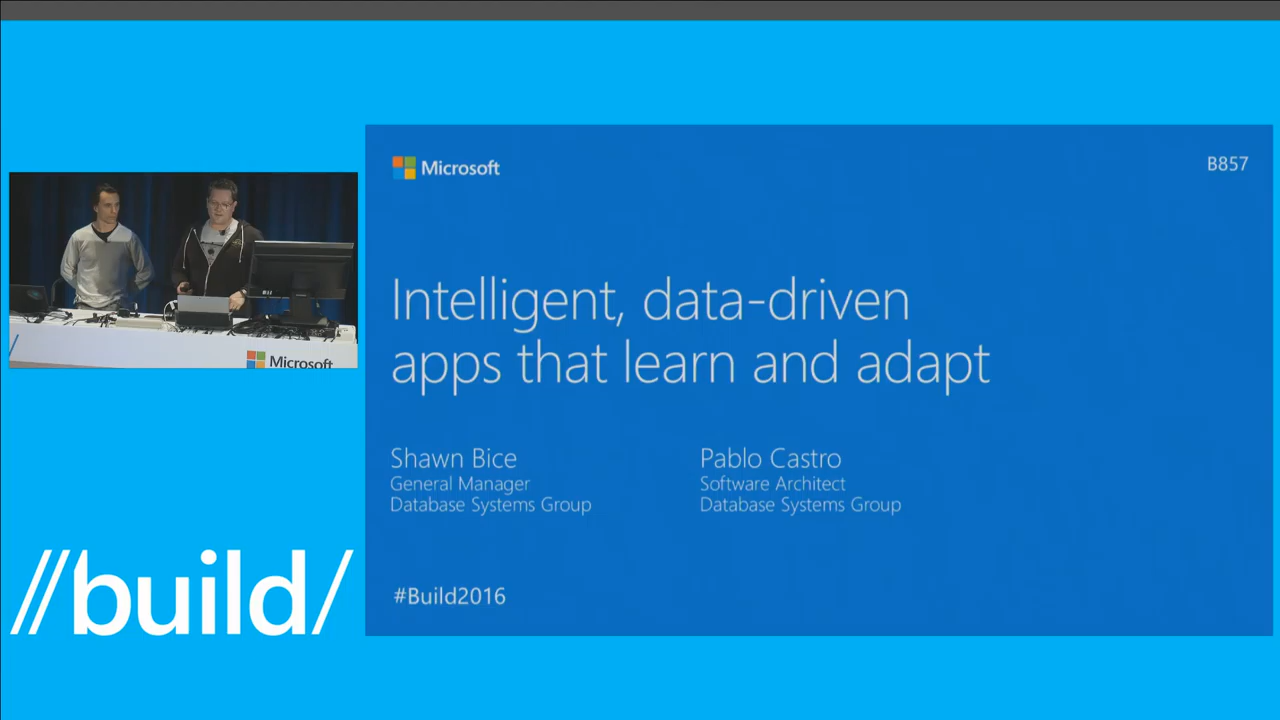 Microsoft
B857
Intelligent, data-driven
apps that learn and adapt
Shawn Bice
General Manager
Database Systems Group
Pablo Castro
Software Architect
Database Systems Group
#Build2016
Microsoft
//build/